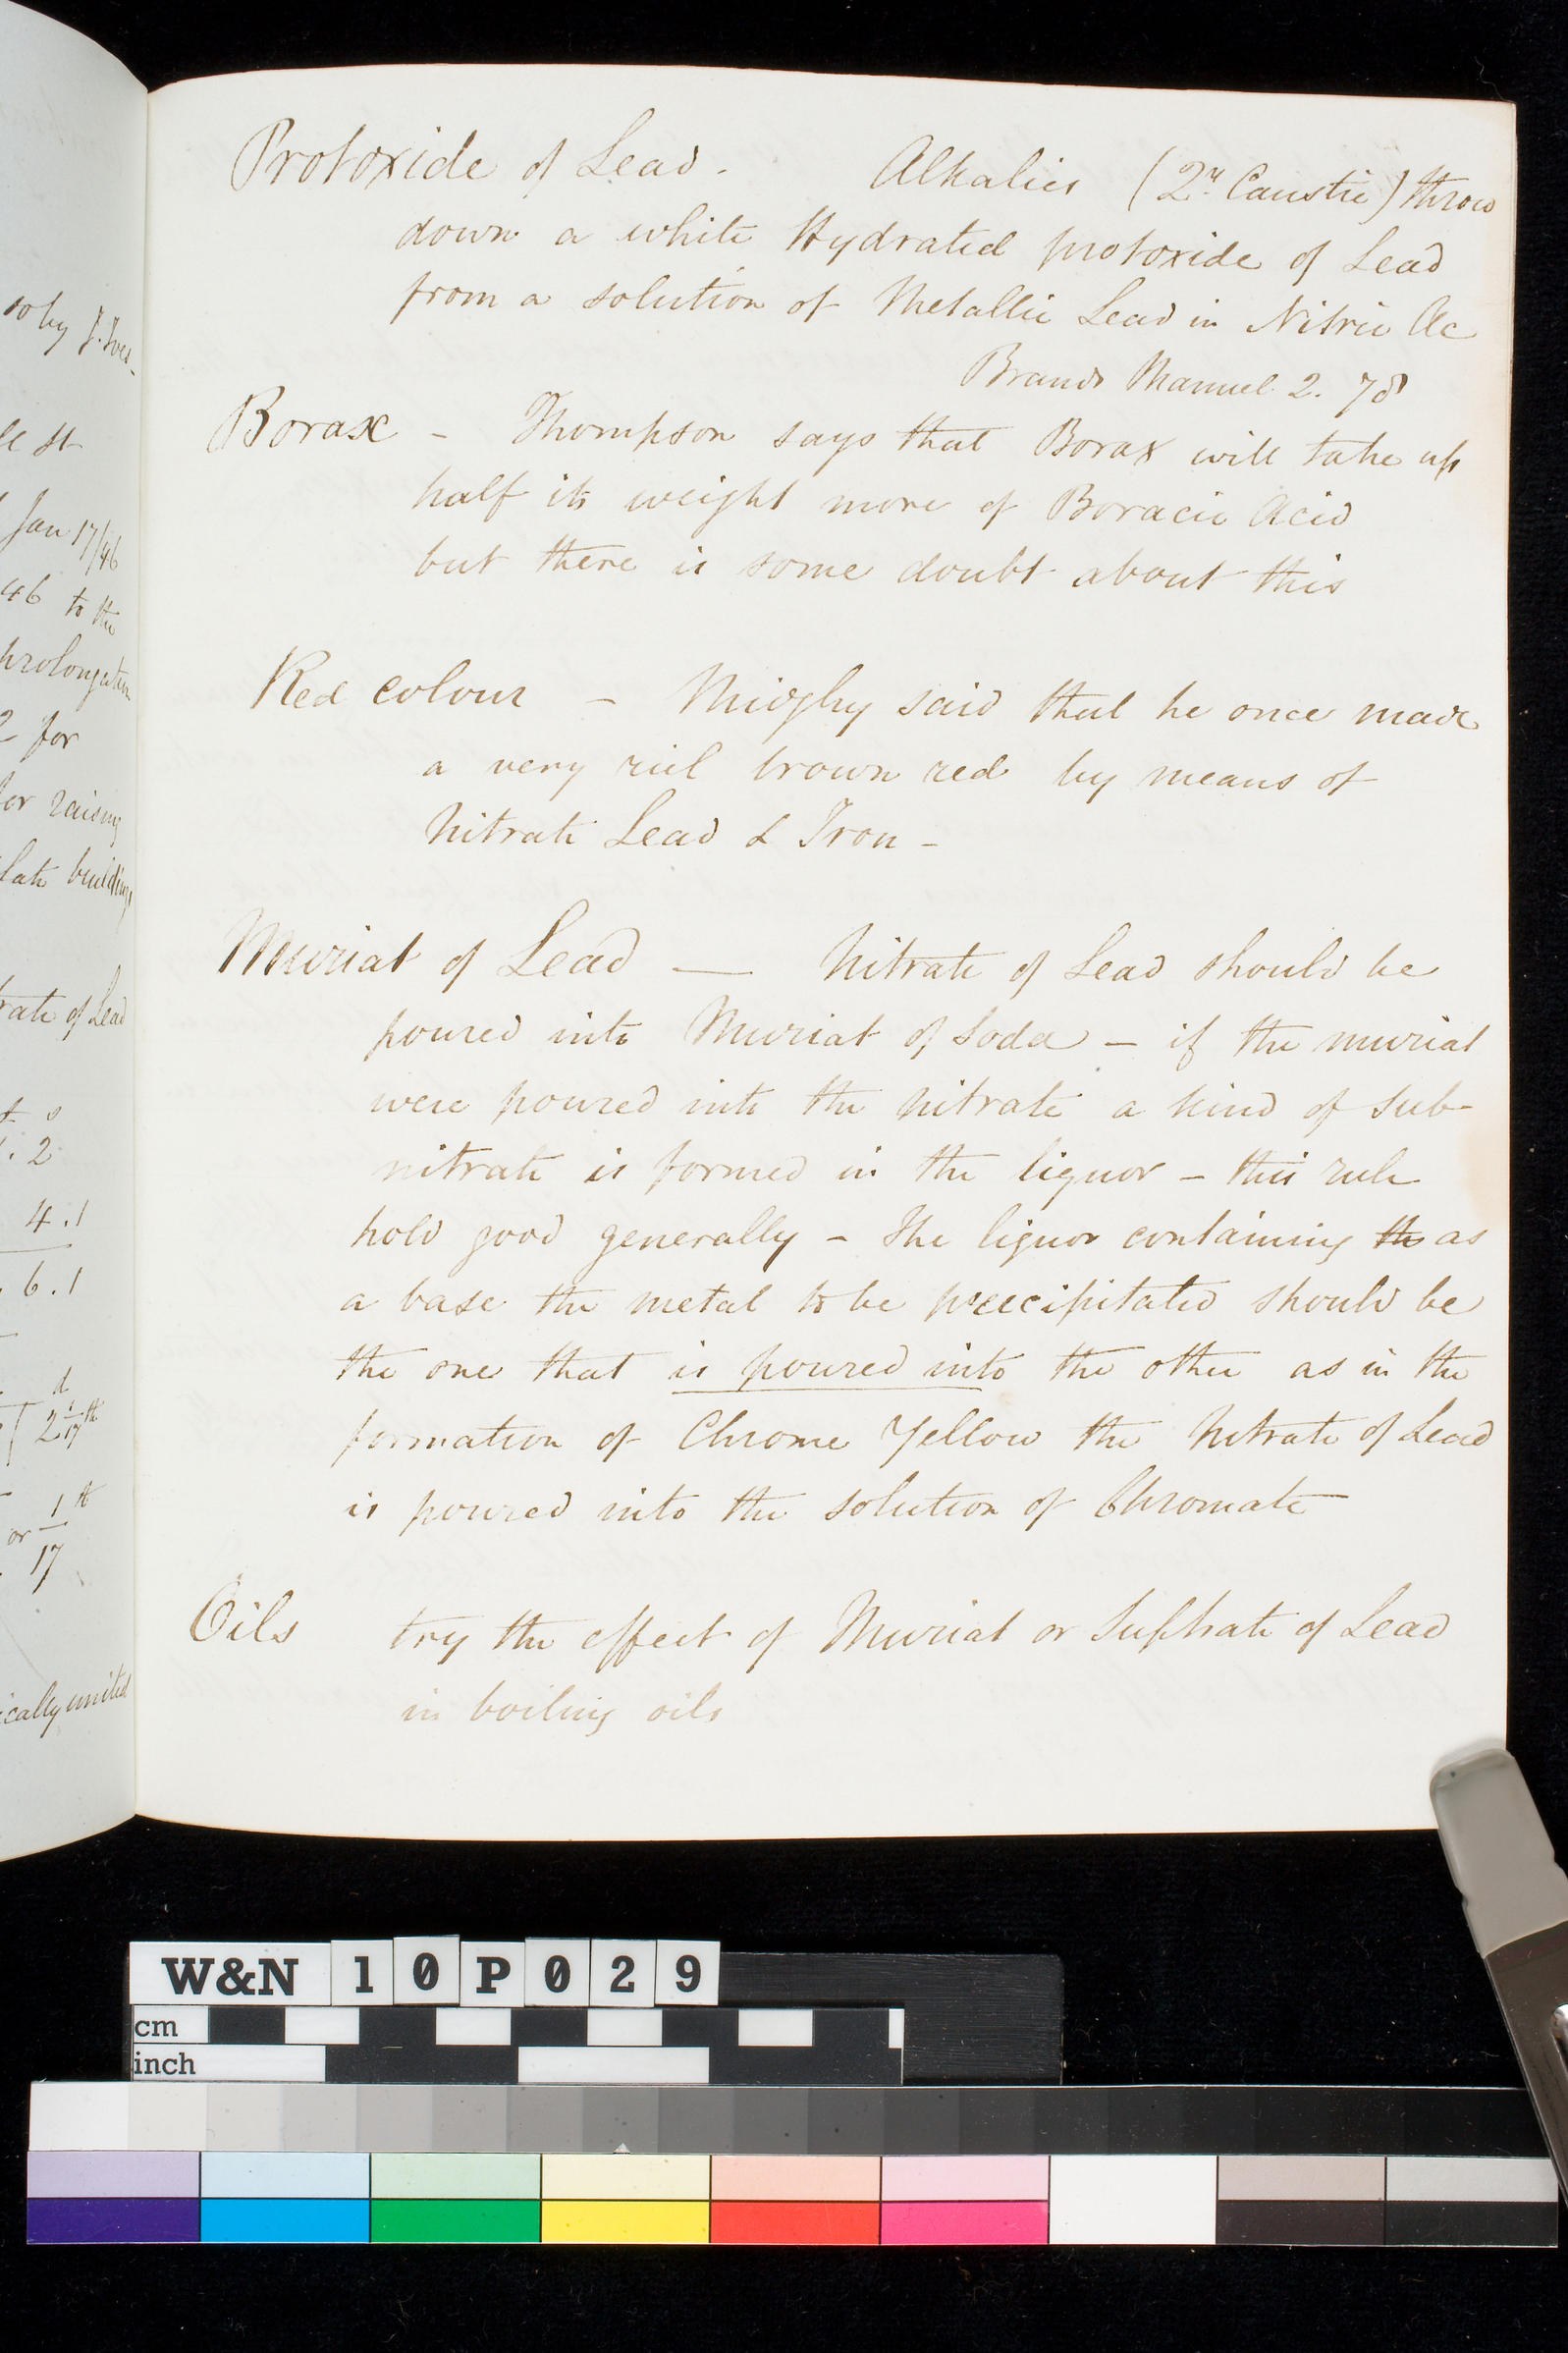 so by J. Ives
ll st
Jan 17/46
46 to the
prolongation
2 for
for raising
late buildings
rate of Lead
. 2
4 . 1
6 . 1
2 1/17 th
or 1/17 th
ically united
Protoxide of Lead. Alkalies (2ry Caustic) throw
down a white Hydrated protoxide of Lead
from a solution of Metallic Lead in Nitric Ac
Brands Manuel 2. 78
Borax - Thompson says that Borax will take up
half its weight more of Boracic Acid
but there is some doubt about this
Red colour - Midgley said that he once made
a very rich brown red by means of
Nitrate Lead & Iron -
Muriat of Lead — Nitrate of Lead should be
poured into Muriat of Soda - if the muriat
were poured into the nitrate a kind of sub-
nitrate is formed in the liquor - this rule
hold good generally - The liquor containing th as
a base the metal to be precipitated should be
the one that is poured into the other as in the
formation of Chrome Yellow the Nitrate of Lead
is poured into the solution of Chromate
Oils try the effect of Muriat or Sulphate of Lead
in boiling oils
W&N 10P029
cm
inch